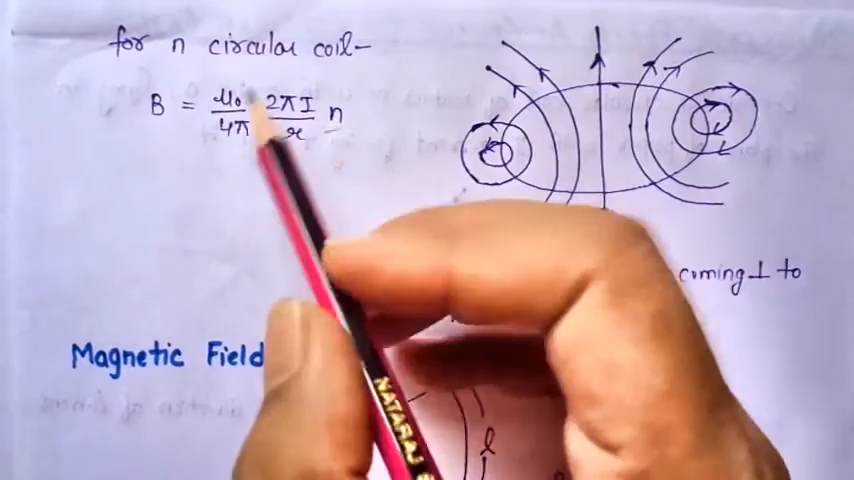 for n circular coil-
B = μ₀/4π 2πI/r n
coming ⊥ to
Magnetic Field
l
NATARAJ